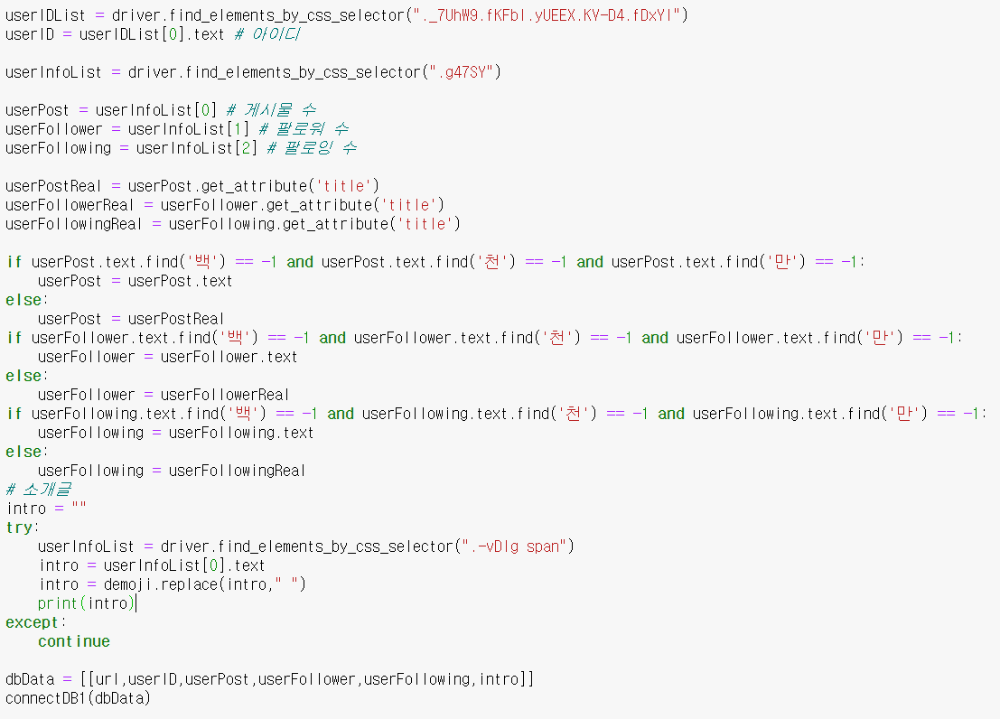 userIDList = driver.find_elements_by_css_selector("._7UhW9.fKFbl.yUEEX.KV-D4.fDxYl")
userID = userIDList[0].text # 아이디
userInfoList = driver.find_elements_by_css_selector(".g47SY")
userPost = userInfoList[0] # 게시물 수
userFollower = userInfoList[1] # 팔로워 수
userFollowing = userInfoList[2] # 팔로잉 수
userPostReal = userPost.get_attribute('title')
userFollowerReal = userFollower.get_attribute('title')
userFollowingReal = userFollowing.get_attribute('title')
if userPost.text.find('백') == -1 and userPost.text.find('천') == -1 and userPost.text.find('만') == -1:
    userPost = userPost.text
else:
    userPost = userPostReal
if userFollower.text.find('백') == -1 and userFollower.text.find('천') == -1 and userFollower.text.find('만') == -1:
    userFollower = userFollower.text
else:
    userFollower = userFollowerReal
if userFollowing.text.find('백') == -1 and userFollowing.text.find('천') == -1 and userFollowing.text.find('만') == -1:
    userFollowing = userFollowing.text
else:
    userFollowing = userFollowingReal
# 소개글
intro = ""
try:
    userInfoList = driver.find_elements_by_css_selector(".-vDIg span")
    intro = userInfoList[0].text
    intro = demoji.replace(intro," ")
    print(intro)
except:
    continue
dbData = [[url,userID,userPost,userFollower,userFollowing,intro]]
connectDB1(dbData)